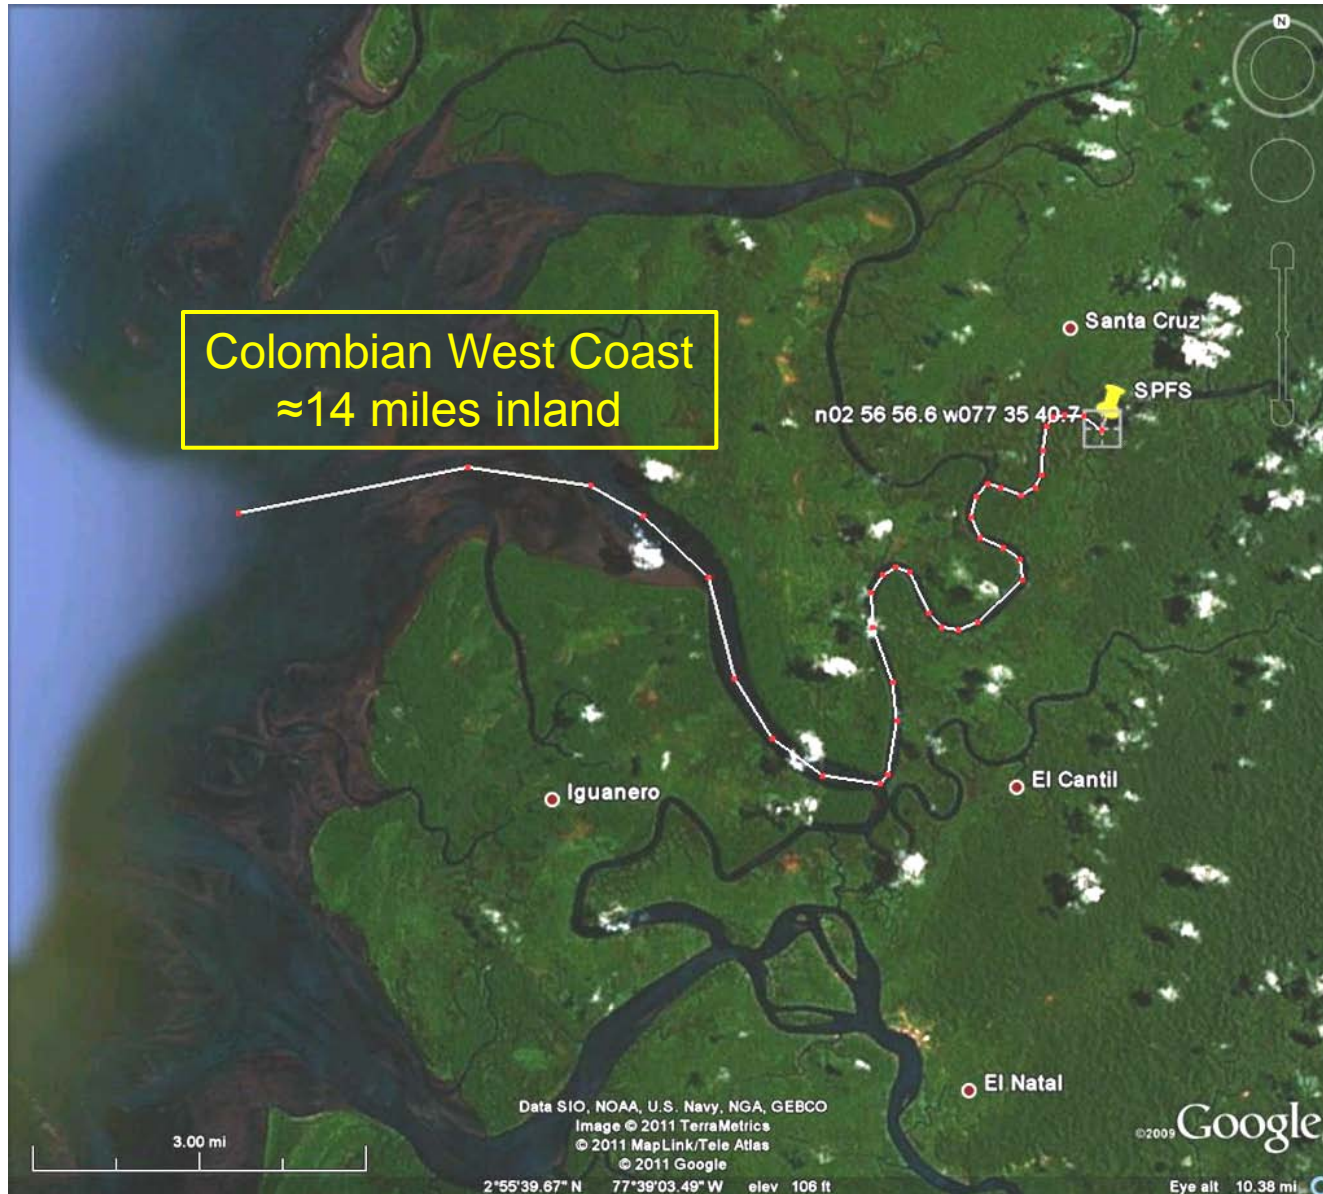 N
Colombian West Coast
≈14 miles inland
Santa Cruz
SPFS
n02 56 56.6 w077 35 40.7
Iguanero
El Cantil
El Natal
Data SIO, NOAA, U.S. Navy, NGA, GEBCO
Image © 2011 TerraMetrics
© 2011 MapLink/Tele Atlas
© 2011 Google
©2009 Google
3.00 mi
2°55'39.67" N 77°39'03.49" W elev 106 ft
Eye alt 10.38 mi